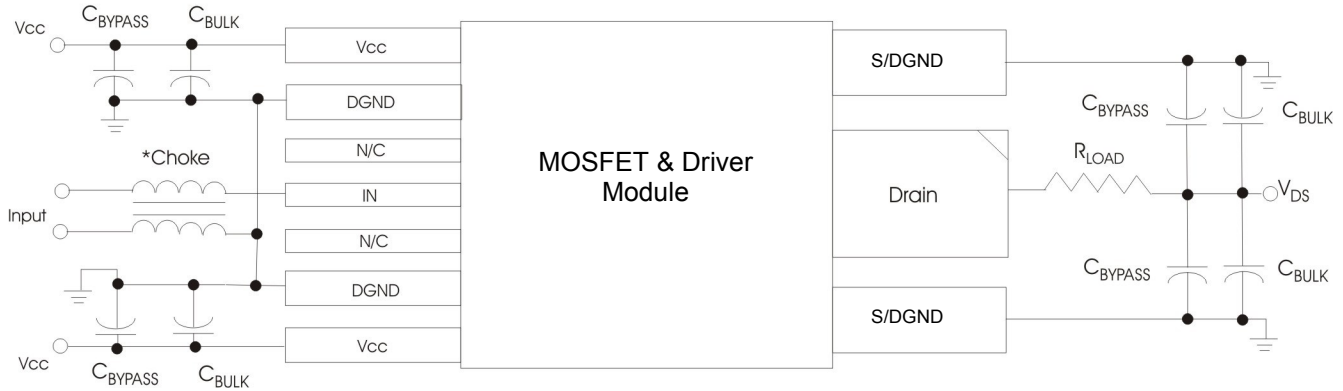 Vcc
CBYPASS
CBULK
Vcc
DGND
N/C
*Choke
IN
Input
N/C
DGND
Vcc
Vcc
CBYPASS
CBULK
MOSFET & Driver
Module
S/DGND
Drain
S/DGND
CBYPASS
CBULK
RLOAD
VDS
CBYPASS
CBULK